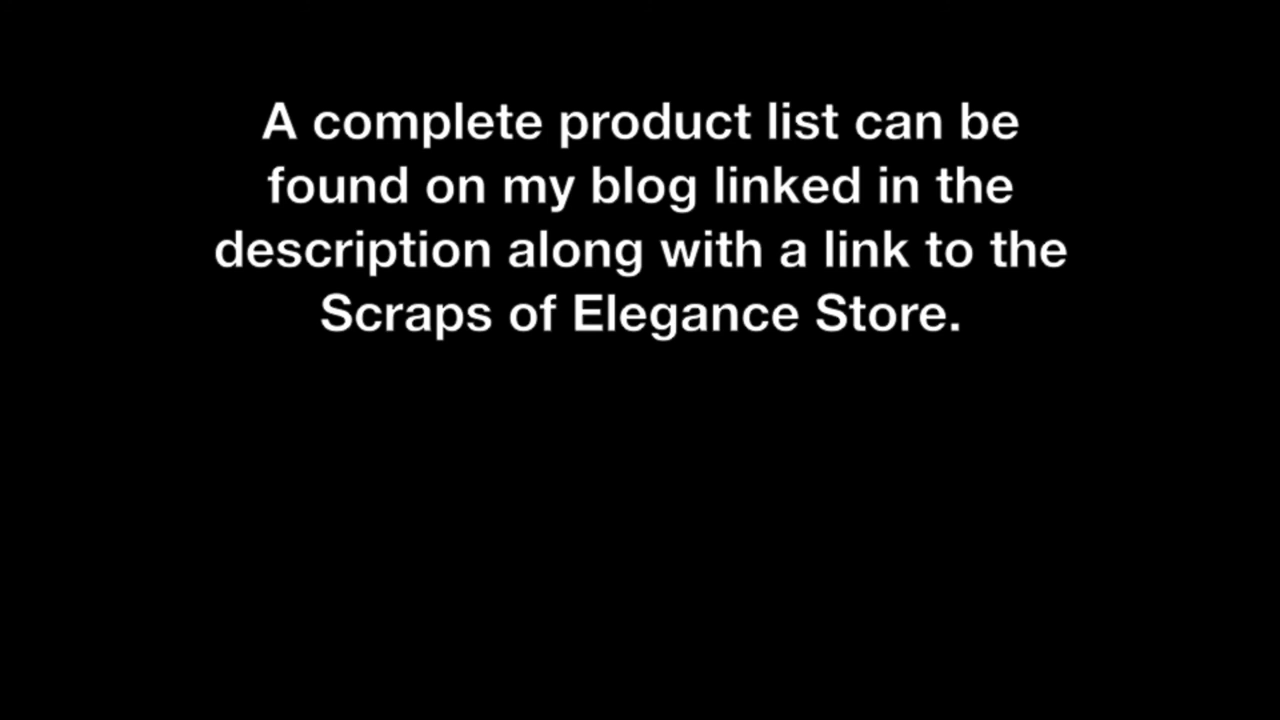 A complete product list can be
found on my blog linked in the
description along with a link to the
Scraps of Elegance Store.